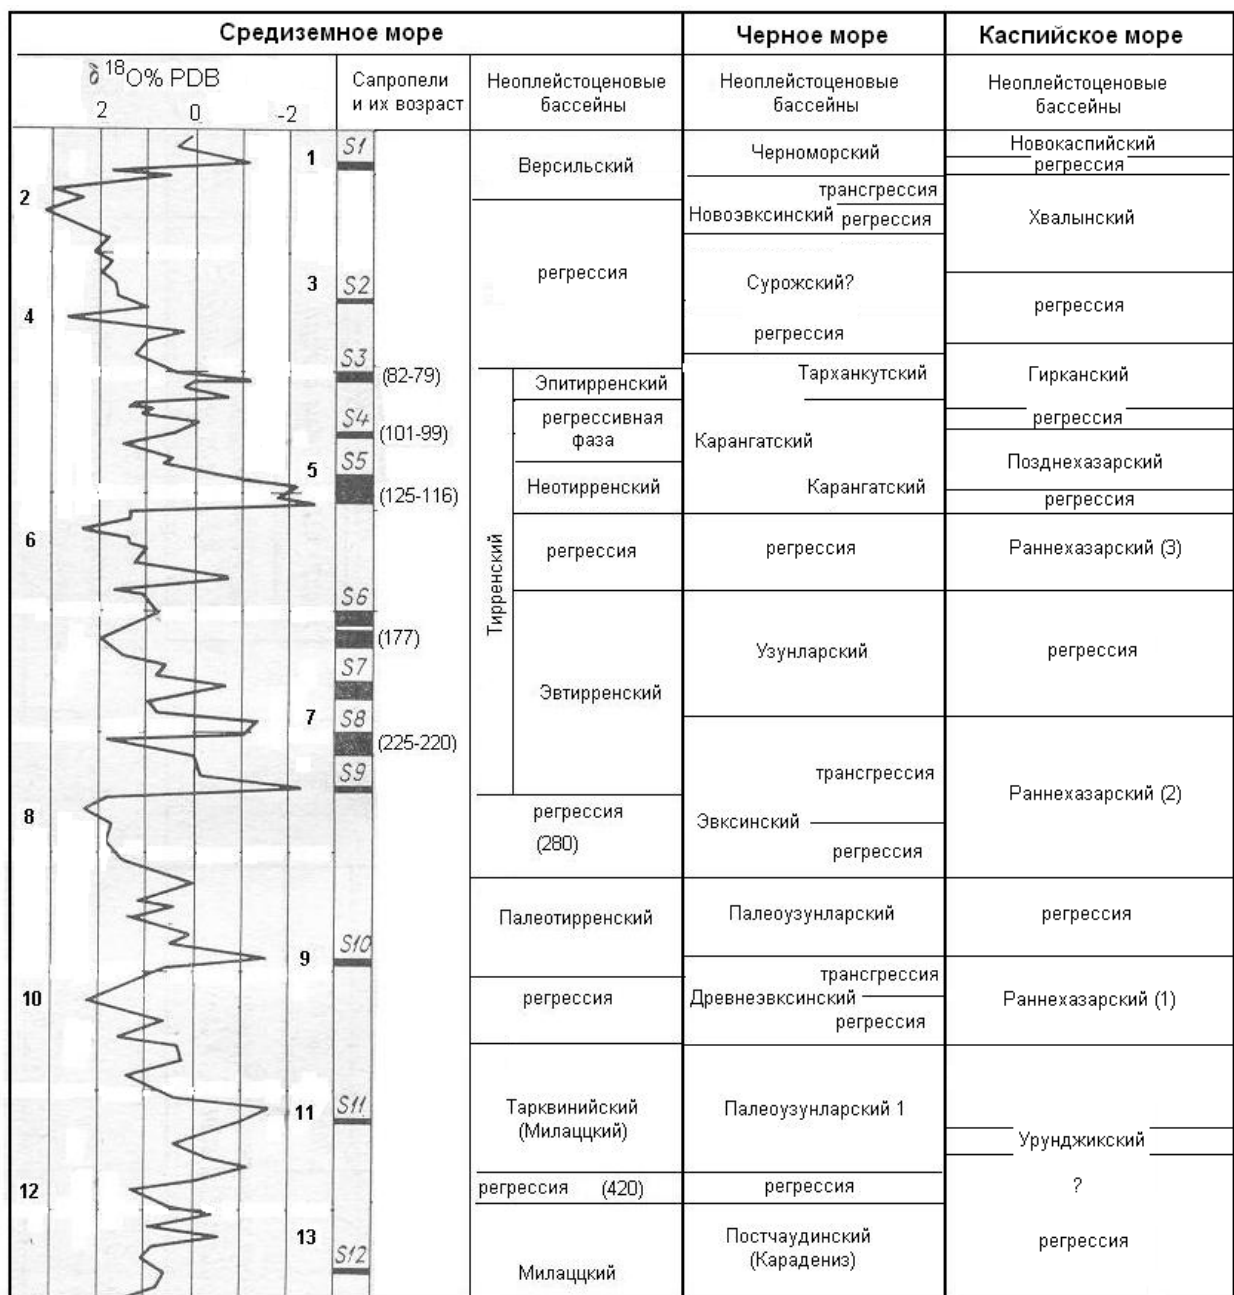 Средиземное море
Черное море
Каспийское море
δ 18O% PDB
2 0 -2
Сапропели
и их возраст
Неоплейстоценовые
бассейны
Неоплейстоценовые
бассейны
Неоплейстоценовые
бассейны
1
2
3
4
5
6
7
8
9
10
11
12
13
S1
S2
S3
(82-79)
S4
(101-99)
S5
(125-116)
S6
(177)
S7
S8
(225-220)
S9
S10
S11
S12
Версильский
регрессия
Тирренский
Эпитирренский
регрессивная
фаза
Неотирренский
регрессия
Эвтирренский
регрессия
(280)
Палеотирренский
регрессия
Тарквинийский
(Милаццкий)
регрессия (420)
Милаццкий
Черноморский
трансгрессия
Новоэвксинский
регрессия
Сурожский?
регрессия
Тарханкутский
Карангатский
Карангатский
регрессия
Узунларский
трансгрессия
Эвксинский
регрессия
Палеоузунларский
трансгрессия
Древнеэвксинский
регрессия
Палеоузунларский 1
регрессия
Постчаудинский
(Карадениз)
Новокаспийский
регрессия
Хвалынский
регрессия
Гирканский
регрессия
Позднехазарский
регрессия
Раннехазарский (3)
регрессия
Раннехазарский (2)
регрессия
Раннехазарский (1)
Урунджикский
?
регрессия